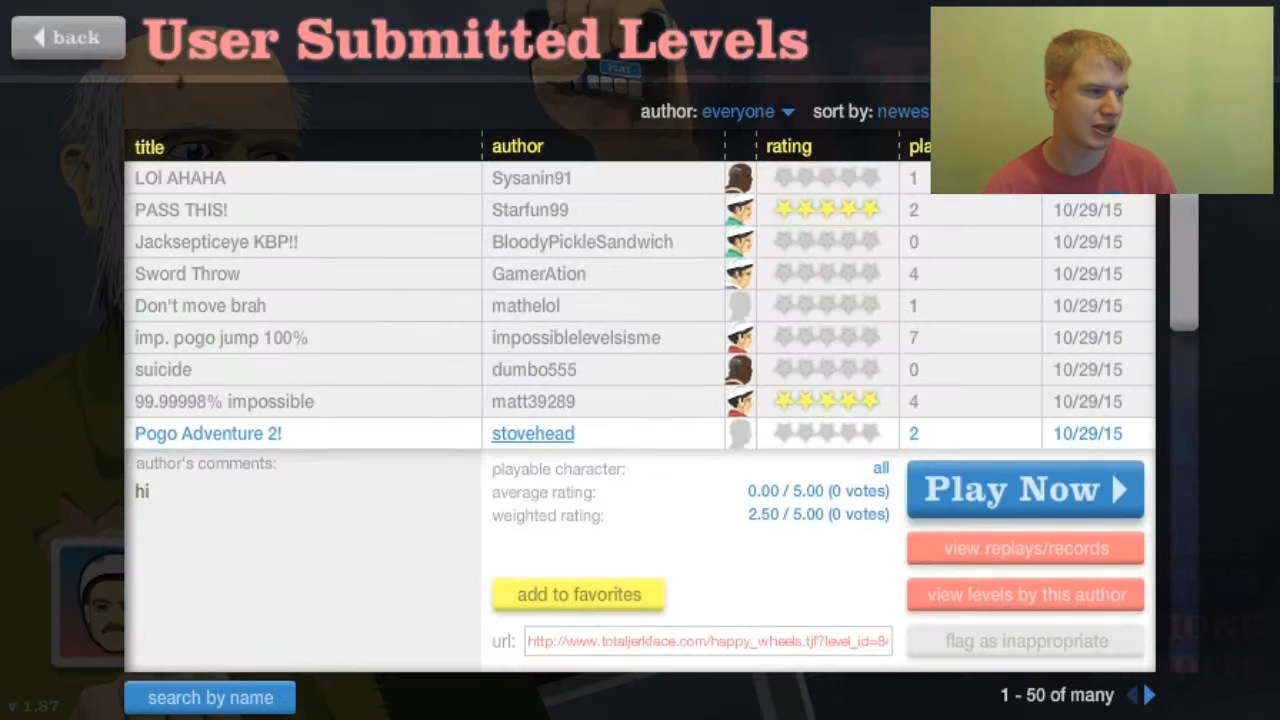 back
User Submitted Levels
PLAY
author: everyone sort by: newes
title author rating pla
LOl AHAHA Sysanin91 1
PASS THIS! Starfun99 2 10/29/15
Jacksepticeye KBP!! BloodyPickleSandwich 0 10/29/15
Sword Throw GamerAtion 4 10/29/15
Don't move brah mathelol 1 10/29/15
imp. pogo jump 100% impossiblelevelsisme 7 10/29/15
suicide dumbo555 0 10/29/15
99.99998% impossible matt39289 4 10/29/15
Pogo Adventure 2! stovehead 2 10/29/15
author's comments:
hi
playable character: all
average rating: 0.00 / 5.00 (0 votes)
weighted rating: 2.50 / 5.00 (0 votes)
Play Now
view replays/records
add to favorites
view levels by this author
url: http://www.totaljerkface.com/happy_wheels.tjf?level_id=8
flag as inappropriate
search by name
1 - 50 of many
v 1.87